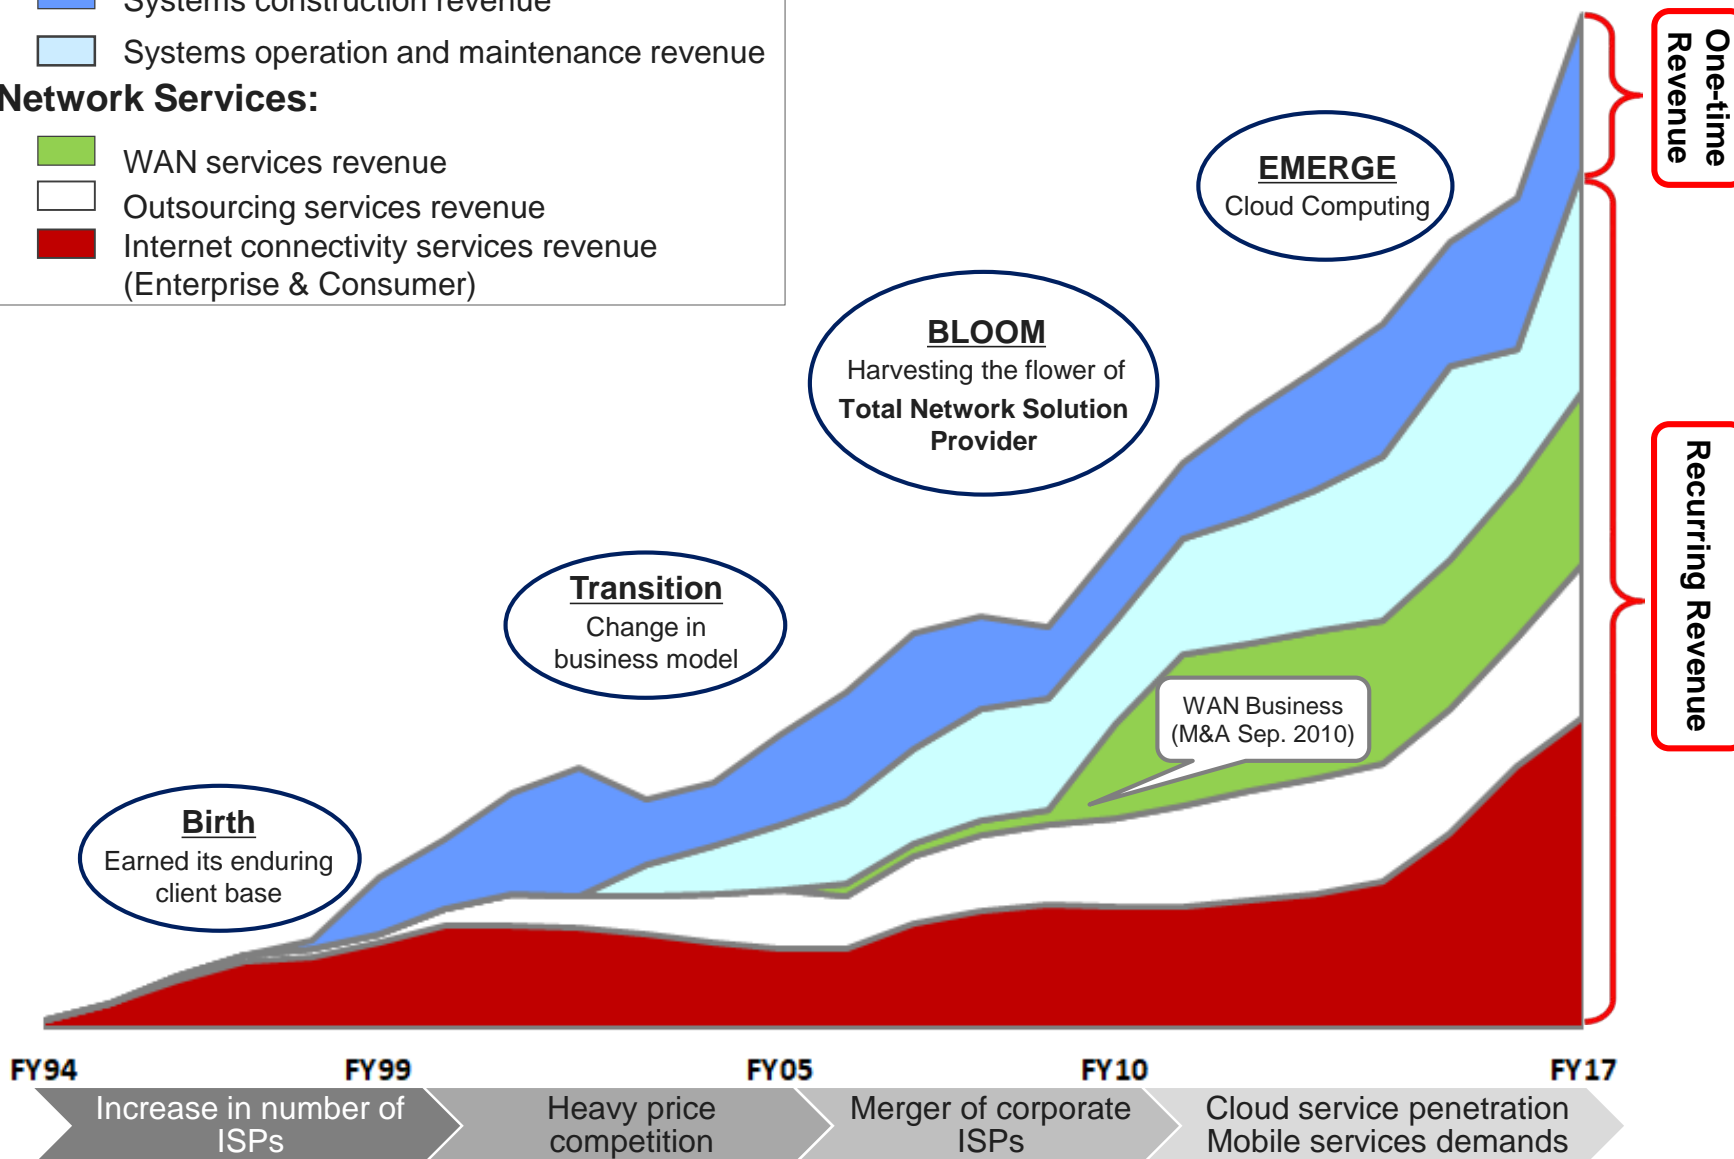 Systems construction revenue
Systems operation and maintenance revenue
Network Services:
WAN services revenue
Outsourcing services revenue
Internet connectivity services revenue
(Enterprise & Consumer)
One-time
Revenue
EMERGE
Cloud Computing
BLOOM
Harvesting the flower of
Total Network Solution
Provider
Recurring Revenue
Transition
Change in
business model
WAN Business
(M&A Sep. 2010)
Birth
Earned its enduring
client base
FY94 FY99 FY05 FY10 FY17
Increase in number of
ISPs
Heavy price
competition
Merger of corporate
ISPs
Cloud service penetration
Mobile services demands